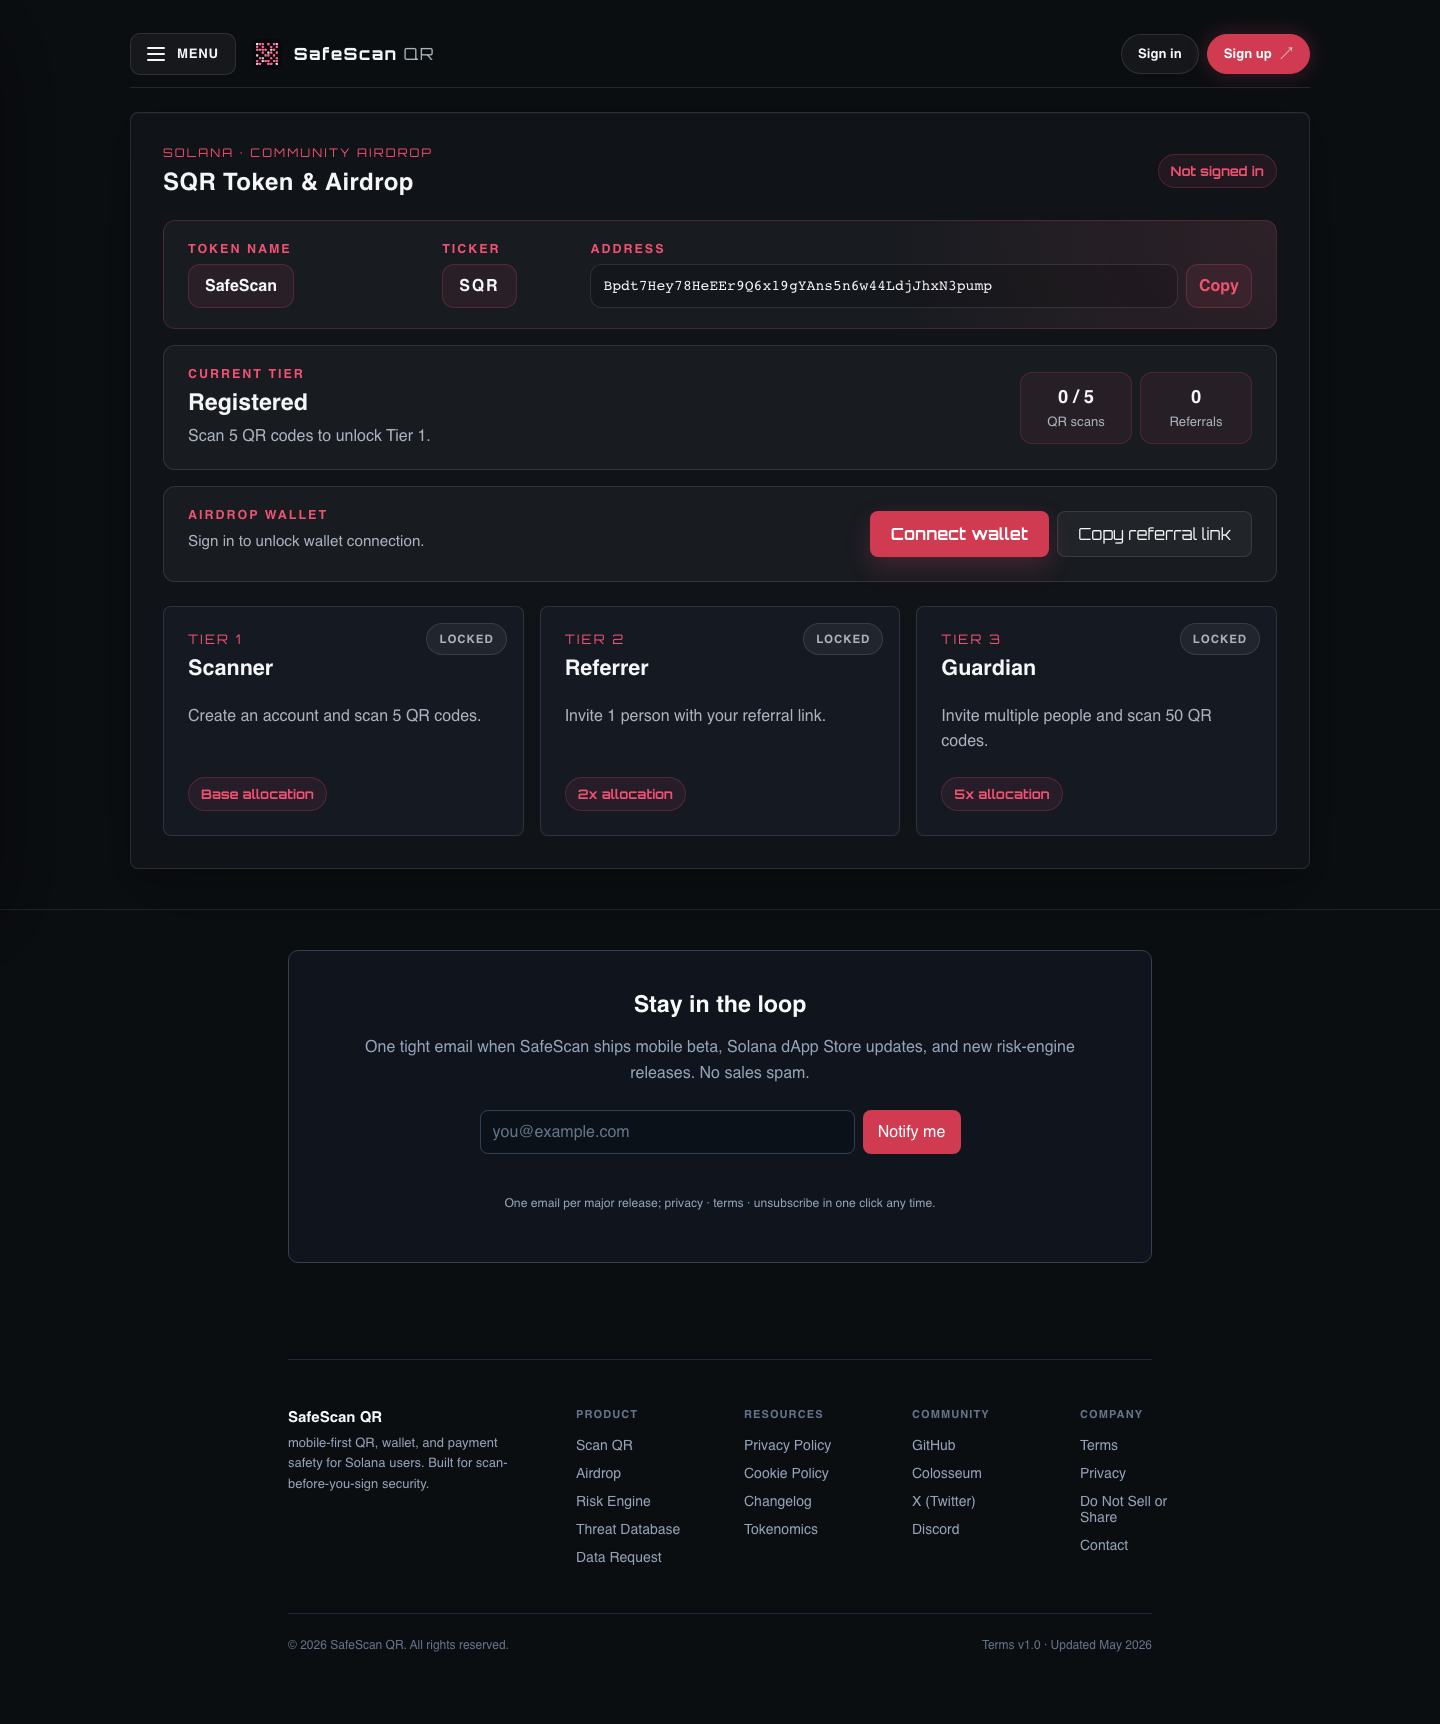 MENU
SafeScan QR
Sign in
Sign up
SOLANA · COMMUNITY AIRDROP
SQR Token & Airdrop
Not signed in
TOKEN NAME
SafeScan
TICKER
SQR
ADDRESS
Bpdt7Hey78HeEEr9Q6x19gYAns5n6w44LdjJhxN3pump
Copy
CURRENT TIER
Registered
Scan 5 QR codes to unlock Tier 1.
0 / 5
QR scans
0
Referrals
AIRDROP WALLET
Sign in to unlock wallet connection.
Connect wallet
Copy referral link
TIER 1
LOCKED
Scanner
Create an account and scan 5 QR codes.
Base allocation
TIER 2
LOCKED
Referrer
Invite 1 person with your referral link.
2x allocation
TIER 3
LOCKED
Guardian
Invite multiple people and scan 50 QR
codes.
5x allocation
Stay in the loop
One tight email when SafeScan ships mobile beta, Solana dApp Store updates, and new risk-engine
releases. No sales spam.
you@example.com
Notify me
One email per major release; privacy · terms · unsubscribe in one click any time.
SafeScan QR
mobile-first QR, wallet, and payment
safety for Solana users. Built for scan-
before-you-sign security.
PRODUCT
Scan QR
Airdrop
Risk Engine
Threat Database
Data Request
RESOURCES
Privacy Policy
Cookie Policy
Changelog
Tokenomics
COMMUNITY
GitHub
Colosseum
X (Twitter)
Discord
COMPANY
Terms
Privacy
Do Not Sell or
Share
Contact
© 2026 SafeScan QR. All rights reserved.
Terms v1.0 · Updated May 2026